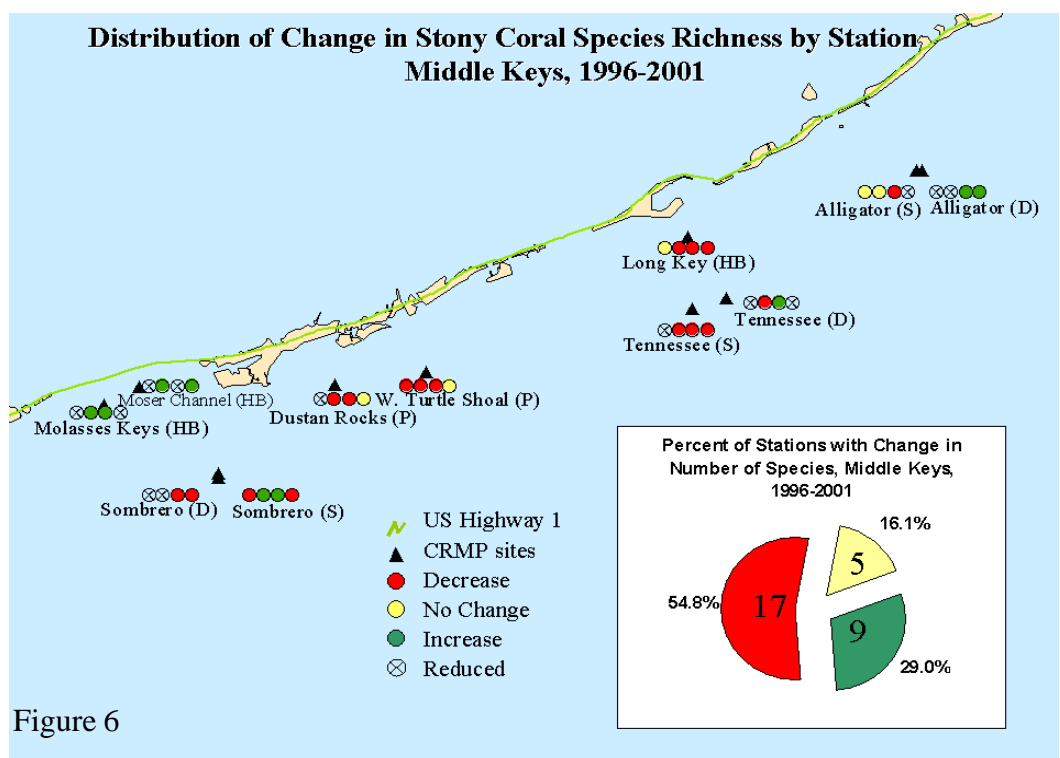 Distribution of Change in Stony Coral Species Richness by Station
Middle Keys, 1996-2001
Alligator (S)
Alligator (D)
Long Key (HB)
Tennessee (D)
Tennessee (S)
Moser Channel (HB)
W. Turtle Shoal (P)
Dustan Rocks (P)
Molasses Keys (HB)
Sombrero (D)
Sombrero (S)
US Highway 1
CRMP sites
Decrease
No Change
Increase
Reduced
Percent of Stations with Change in
Number of Species, Middle Keys,
1996-2001
16.1%
5
54.8%
17
9
29.0%
Figure 6